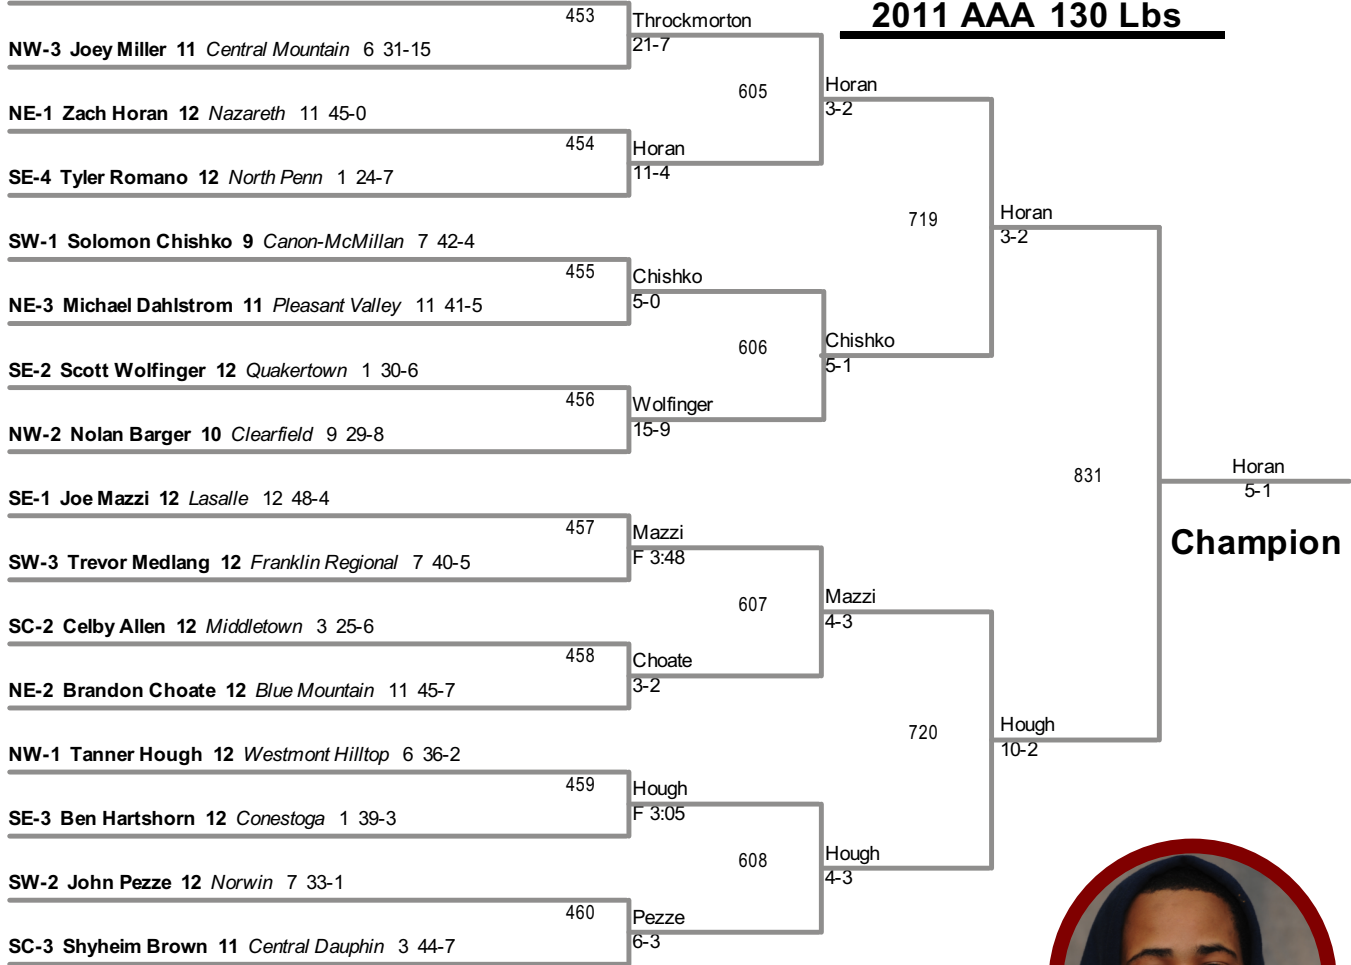 2011 AAA 130 Lbs
453
Throckmorton
21-7
NW-3 Joey Miller 11 Central Mountain 6 31-15
605
Horan
3-2
NE-1 Zach Horan 12 Nazareth 11 45-0
454
Horan
11-4
SE-4 Tyler Romano 12 North Penn 1 24-7
719
Horan
3-2
SW-1 Solomon Chishko 9 Canon-McMillan 7 42-4
455
Chishko
5-0
NE-3 Michael Dahlstrom 11 Pleasant Valley 11 41-5
606
Chishko
5-1
SE-2 Scott Wolfinger 12 Quakertown 1 30-6
456
Wolfinger
15-9
NW-2 Nolan Barger 10 Clearfield 9 29-8
831
Horan
5-1
Champion
SE-1 Joe Mazzi 12 Lasalle 12 48-4
457
Mazzi
F 3:48
SW-3 Trevor Medlang 12 Franklin Regional 7 40-5
607
Mazzi
4-3
SC-2 Celby Allen 12 Middletown 3 25-6
458
Choate
3-2
NE-2 Brandon Choate 12 Blue Mountain 11 45-7
720
Hough
10-2
NW-1 Tanner Hough 12 Westmont Hilltop 6 36-2
459
Hough
F 3:05
SE-3 Ben Hartshorn 12 Conestoga 1 39-3
608
Hough
4-3
SW-2 John Pezze 12 Norwin 7 33-1
460
Pezze
6-3
SC-3 Shyheim Brown 11 Central Dauphin 3 44-7